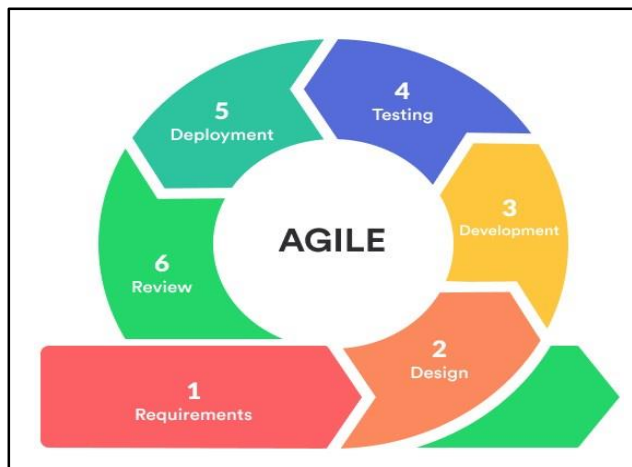 AGILE
1
Requirements
2
Design
3
Development
4
Testing
5
Deployment
6
Review